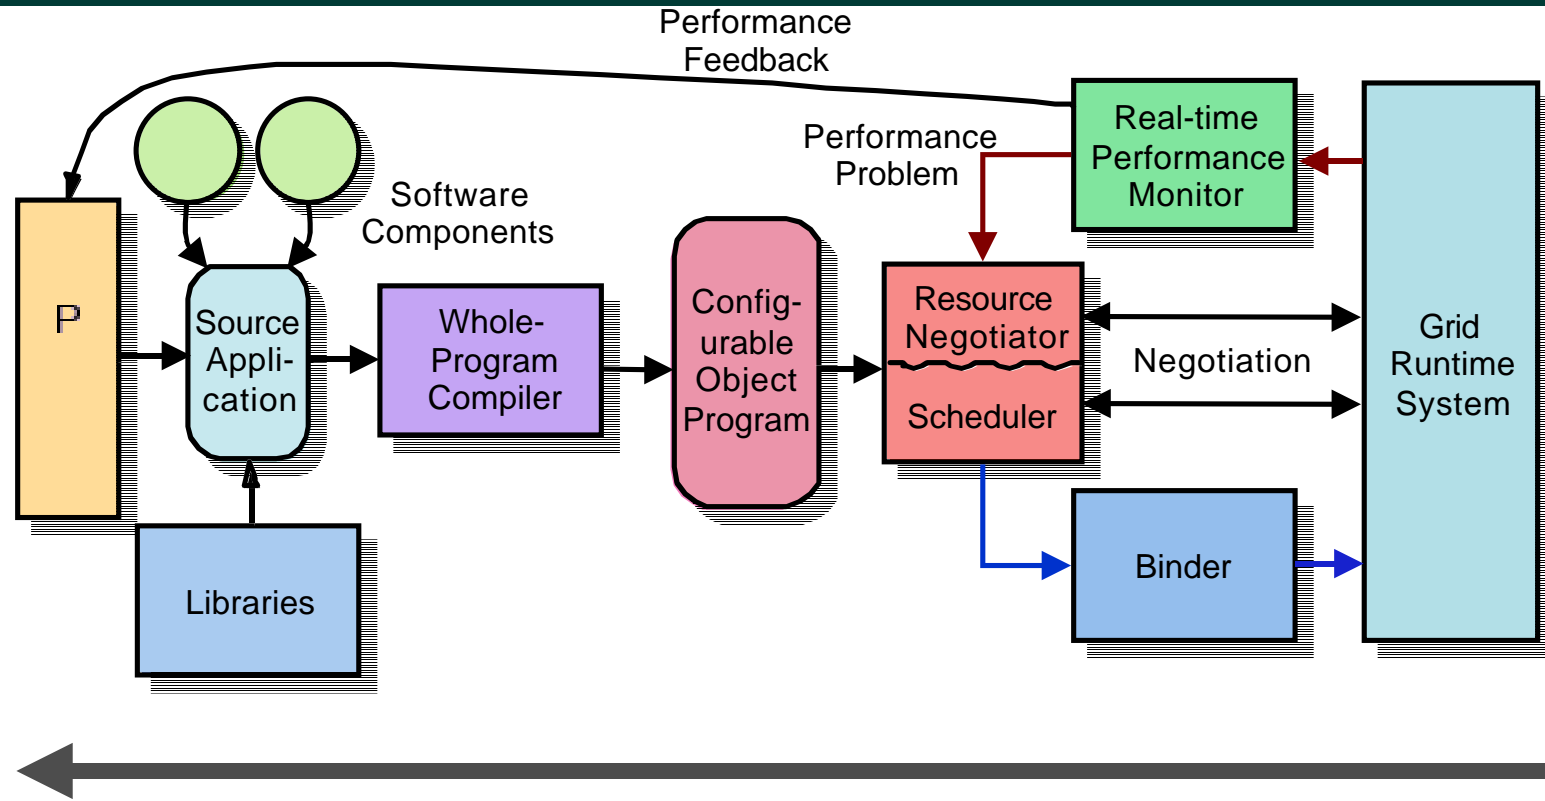 Performance
Feedback
Performance
Problem
Real-time
Performance
Monitor
Software
Components
P
Source
Appli-
cation
Whole-
Program
Compiler
Config-
urable
Object
Program
Resource
Negotiator
Scheduler
Negotiation
Grid
Runtime
System
Binder
Libraries